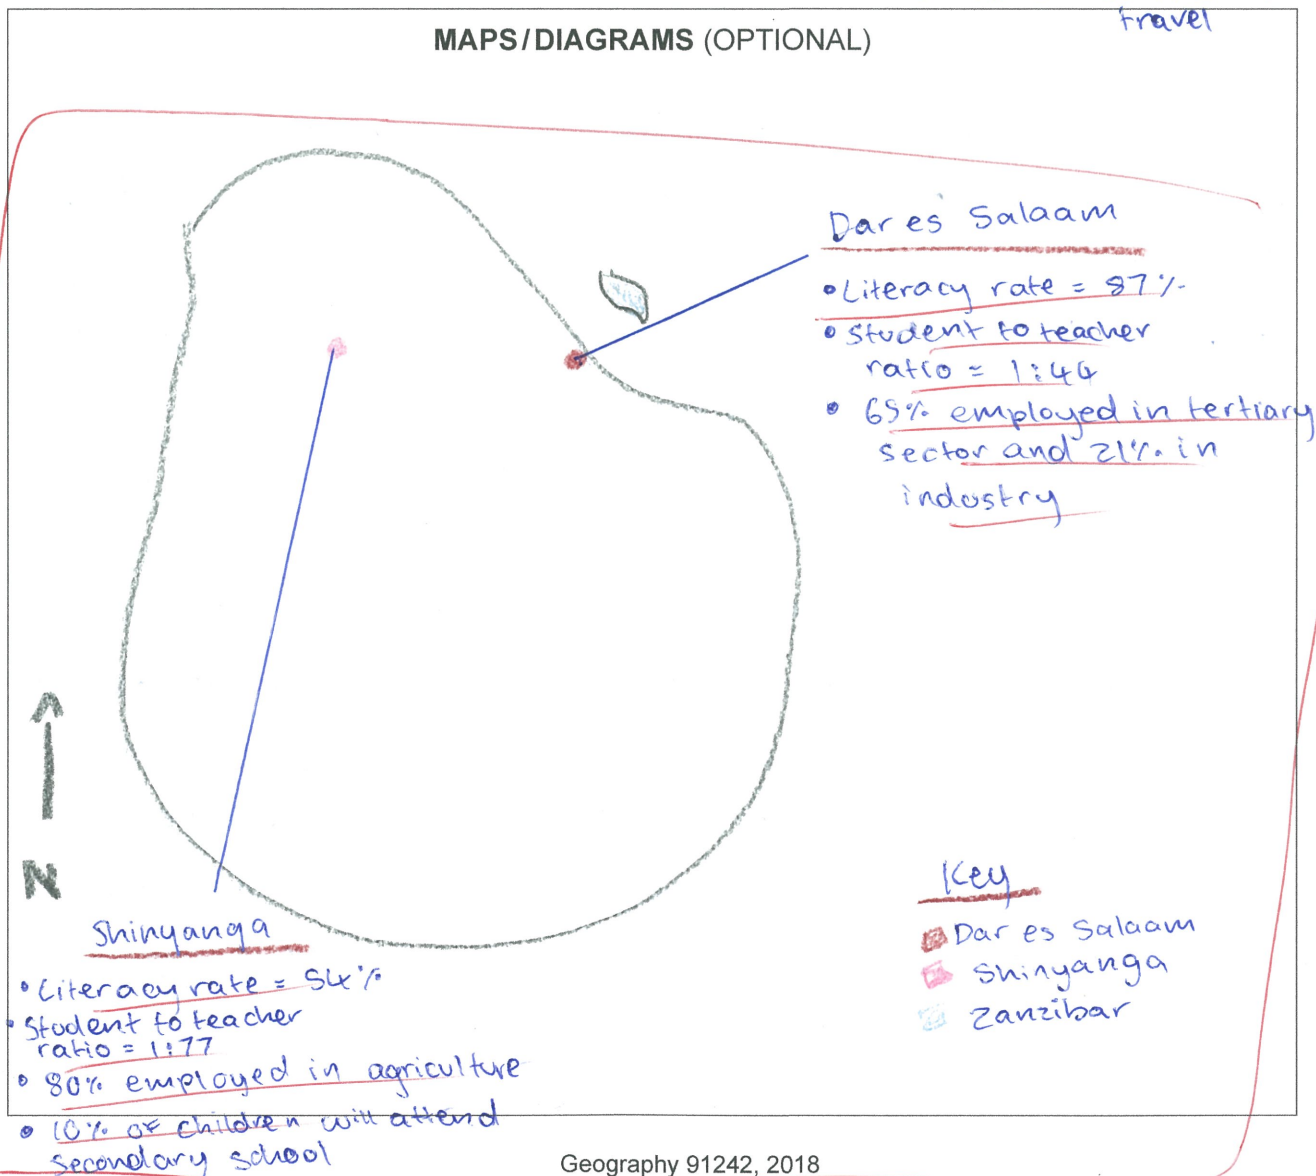 travel
MAPS/DIAGRAMS (OPTIONAL)
Dar es Salaam
• Literacy rate = 87%
• Student to teacher
ratio = 1:44
• 65% employed in tertiary
sector and 21% in
industry
N
Shinyanga
• Literacy rate = 54%
• Student to teacher
ratio = 1:77
• 80% employed in agriculture
• 10% of children will attend
secondary school
Key
Dar es Salaam
Shinyanga
Zanzibar
Geography 91242, 2018